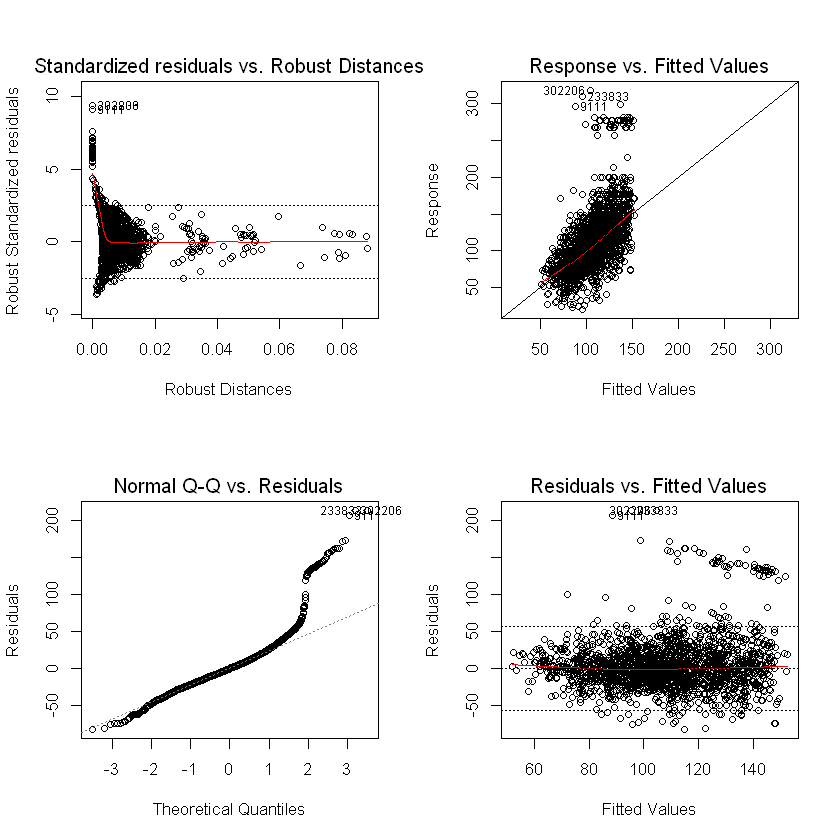 Standardized residuals vs. Robust Distances
Robust Standardized residuals
10
5
0
-5
9111
0.00 0.02 0.04 0.06 0.08
Robust Distances
Response vs. Fitted Values
Response
300
200
100
50
302206
233833
9111
50 100 150 200 250 300
Fitted Values
Normal Q-Q vs. Residuals
Residuals
200
100
50
0
-50
9111
-3 -2 -1 0 1 2 3
Theoretical Quantiles
Residuals vs. Fitted Values
Residuals
200
100
50
0
-50
9111
60 80 100 120 140
Fitted Values